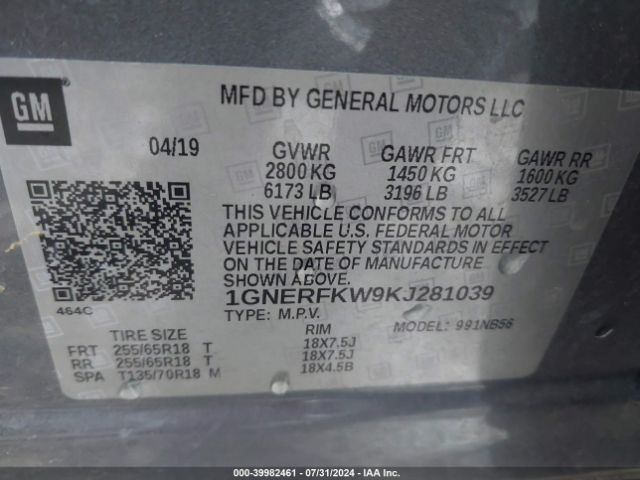 GM
MFD BY GENERAL MOTORS LLC
04/19 GVWR GAWR FRT GAWR RR
2800 KG 1450 KG 1600 KG
6173 LB 3196 LB 3527 LB
THIS VEHICLE CONFORMS TO ALL
APPLICABLE U.S. FEDERAL MOTOR
VEHICLE SAFETY STANDARDS IN EFFECT
ON THE DATE OF MANUFACTURE
SHOWN ABOVE.
464C
1GNERFKW9KJ281039
TYPE: M.P.V. MODEL: 991NB56
TIRE SIZE RIM
FRT 255/65R18 T 18X7.5J
RR 255/65R18 T 18X7.5J
SPA T135/70R18 M 18X4.5B
000-39982461 - 07/31/2024 - IAA Inc.